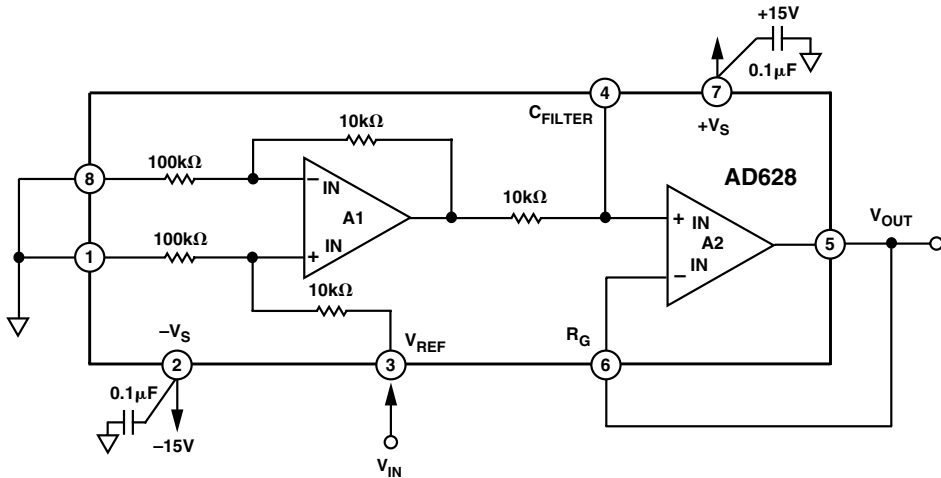 +15V
0.1µF
4
7
C_FILTER
+V_S
10kΩ
8
100kΩ
– IN
A1
10kΩ
AD628
+ IN
A2
V_OUT
5
1
100kΩ
+ IN
– IN
10kΩ
–V_S
V_REF
R_G
2
3
6
0.1µF
–15V
V_IN